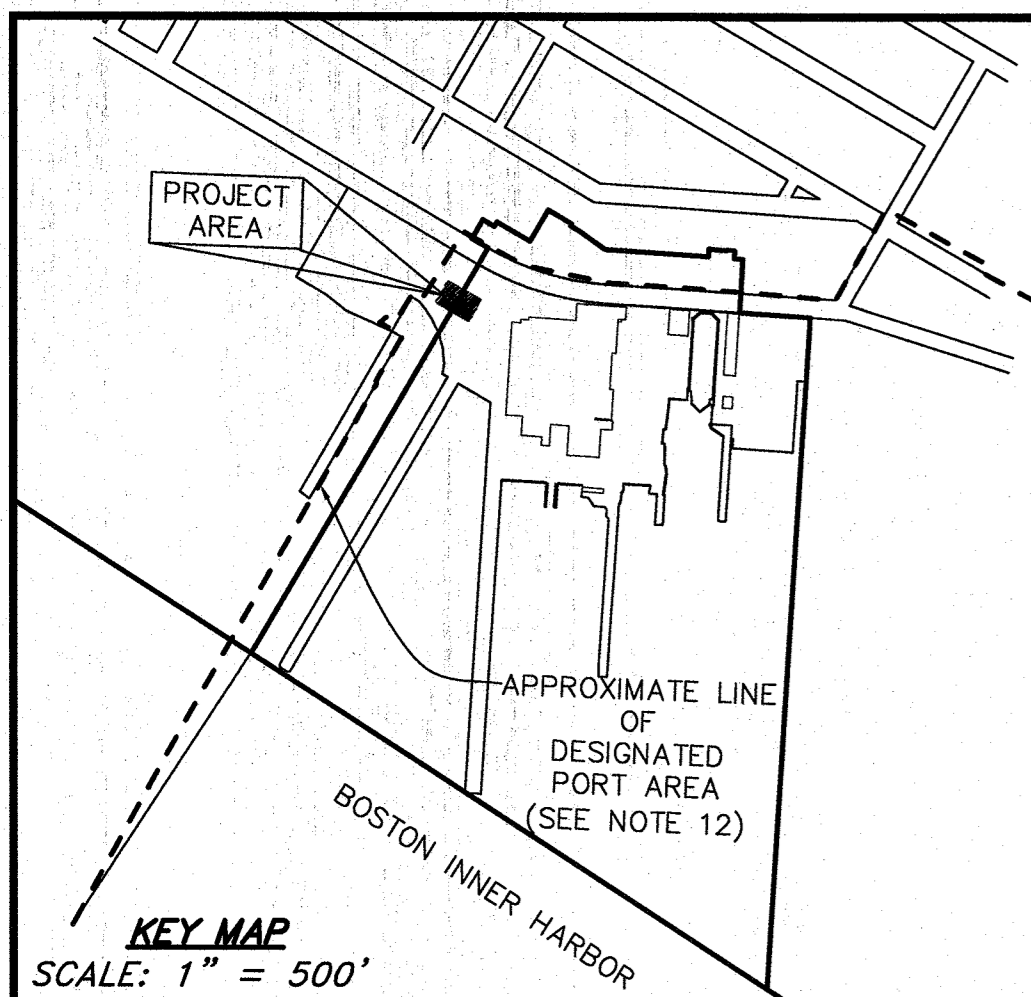 PROJECT
AREA
APPROXIMATE LINE
OF
DESIGNATED
PORT AREA
(SEE NOTE 12)
BOSTON INNER HARBOR
KEY MAP
SCALE: 1" = 500'